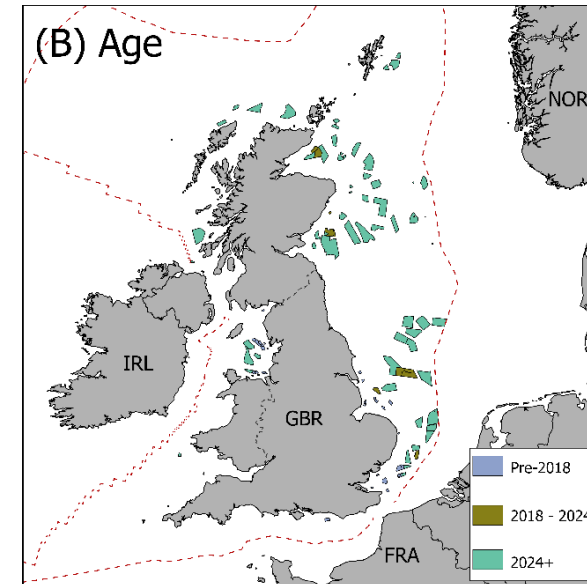 (B) Age
NOR
IRL
GBR
FRA
Pre-2018
2018 - 2024
2024+